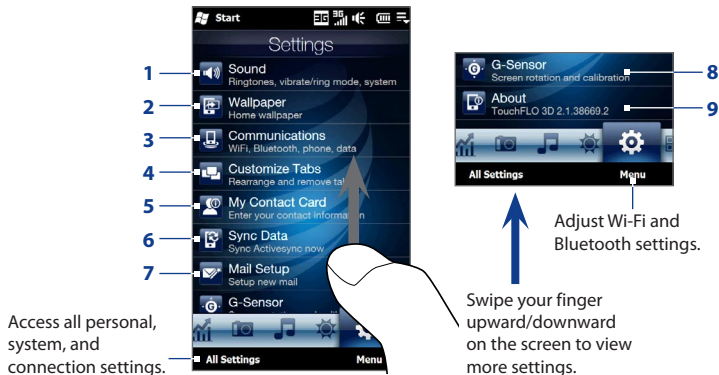 Start
3G
3G
Settings
1
Sound
Ringtones, vibrate/ring mode, system
2
Wallpaper
Home wallpaper
3
Communications
WiFi, Bluetooth, phone, data
4
Customize Tabs
Rearrange and remove
5
My Contact Card
Enter your contact information
6
Sync Data
Sync Activesync now
7
Mail Setup
Setup new mail
G-Sensor
All Settings
Menu
Access all personal,
system, and
connection settings.
G-Sensor
Screen rotation and calibration
8
About
TouchFLO 3D 2.1.38669.2
9
All Settings
Menu
Adjust Wi-Fi and
Bluetooth settings.
Swipe your finger
upward/downward
on the screen to view
more settings.